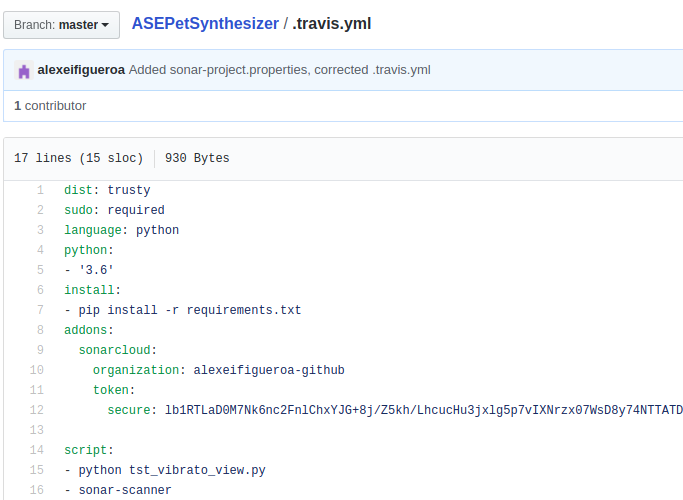 Branch: master ASEPetSynthesizer / .travis.yml
alexeifigueroa Added sonar-project.properties, corrected .travis.yml
1 contributor
17 lines (15 sloc) 930 Bytes
1 dist: trusty
2 sudo: required
3 language: python
4 python:
5 - '3.6'
6 install:
7 - pip install -r requirements.txt
8 addons:
9 sonarcloud:
10 organization: alexeifigueroa-github
11 token:
12 secure: lb1RTLaD0M7Nk6nc2FnlChxYJG+8j/Z5kh/LhcucHu3jxlg5p7vIXNrzx07WsD8y74NTTATD
13
14 script:
15 - python tst_vibrato_view.py
16 - sonar-scanner